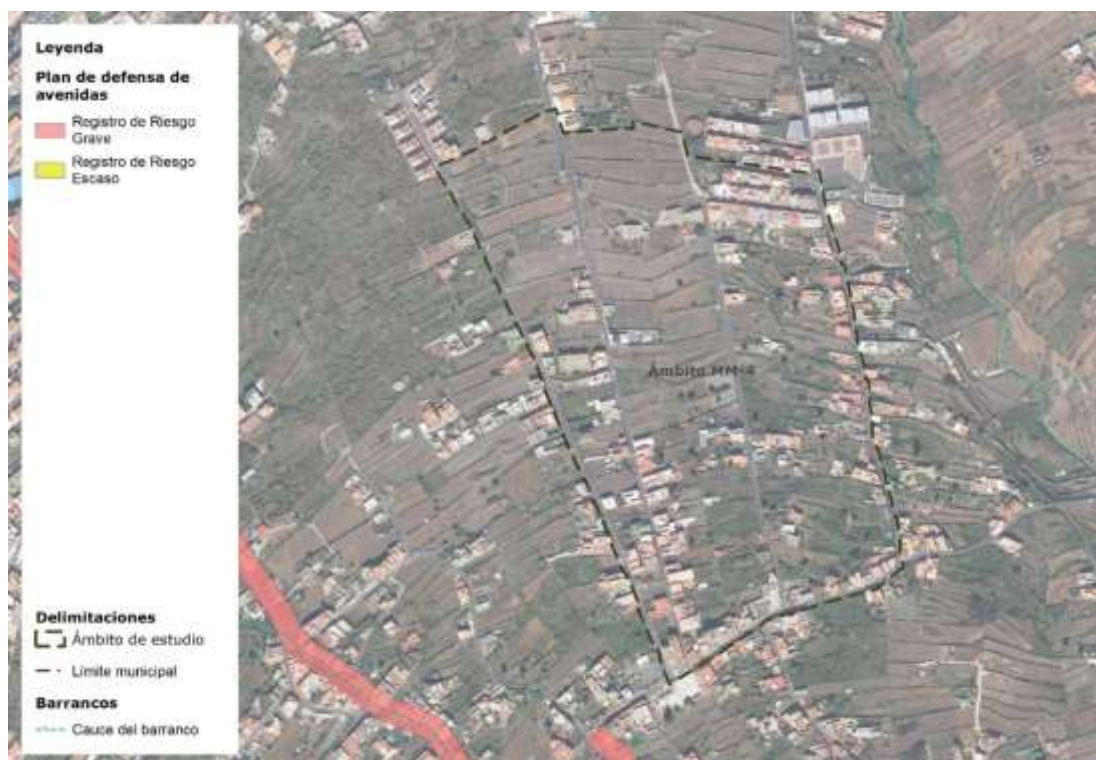 Leyenda
Plan de defensa de
avenidas
Registro de Riesgo
Grave
Registro de Riesgo
Escaso
Ámbito MM-4
Delimitaciones
Ámbito de estudio
Límite municipal
Barrancos
Cauce del barranco